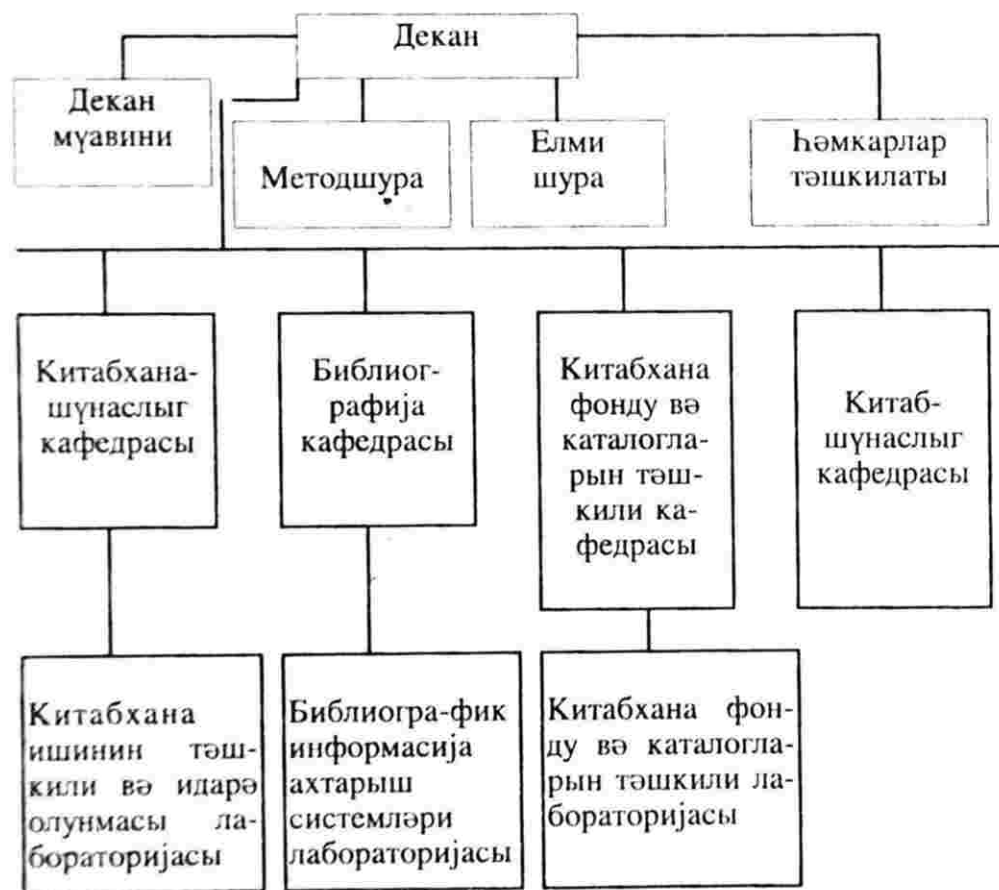 Декан
Декан
мүавини
Методшура
Елми
шура
Һәмкарлар
тәшкилаты
Китабхана-
шүнаслыг
кафедрасы
Библиог-
рафија
кафедрасы
Китабхана
фонду вә
каталогла-
рын тәш-
кили ка-
федрасы
Китаб-
шүнаслыг
кафедрасы
Китабхана
ишинин тәш-
кили вә идарә
олунмасы ла-
бораторијасы
Библиогра-фик
информасија
ахтарыш
системләри
лабораторијасы
Китабхана фон-
ду вә каталогла-
рын тәшкили ла-
бораторијасы